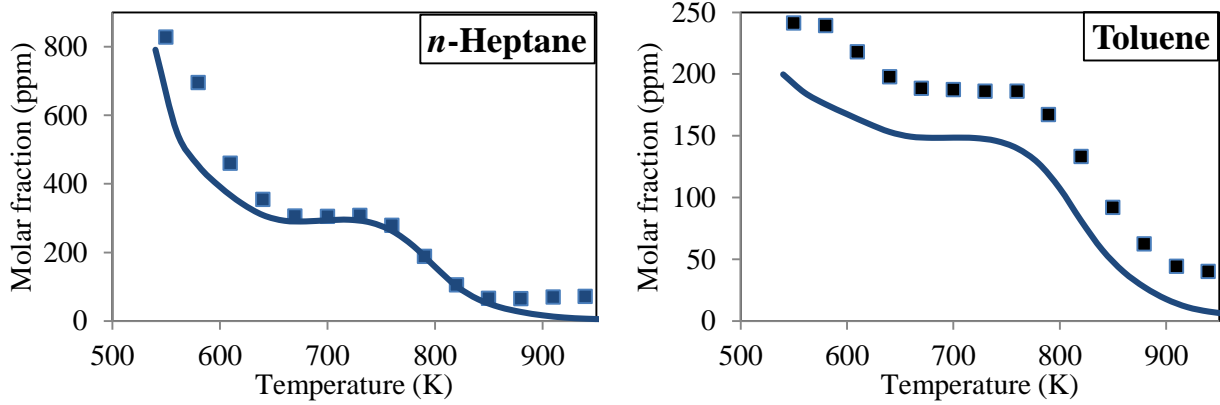 n-Heptane
Molar fraction (ppm)
800
600
400
200
0
500 600 700 800 900
Temperature (K)
Toluene
Molar fraction (ppm)
250
200
150
100
50
0
500 600 700 800 900
Temperature (K)